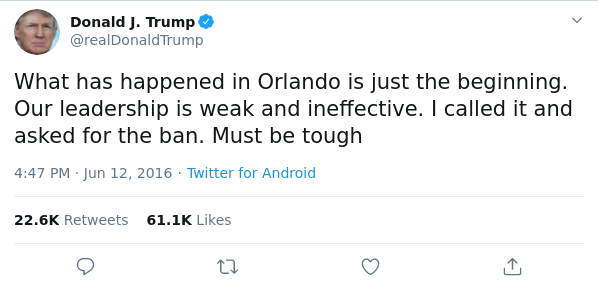 Donald J. Trump
@realDonaldTrump
What has happened in Orlando is just the beginning.
Our leadership is weak and ineffective. I called it and
asked for the ban. Must be tough
4:47 PM · Jun 12, 2016 · Twitter for Android
22.6K Retweets 61.1K Likes